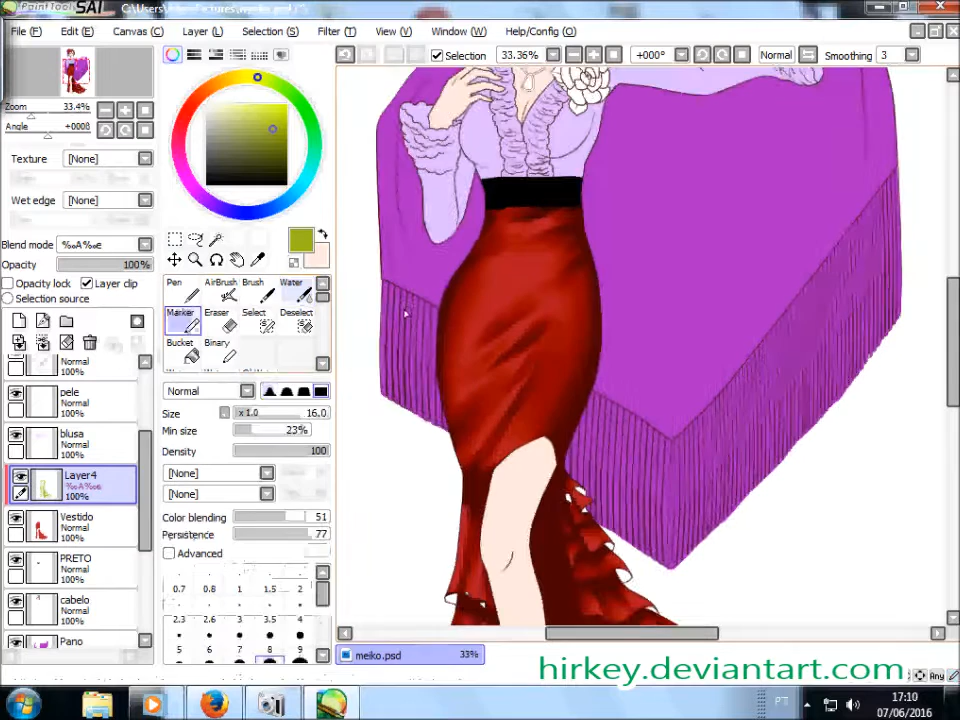 PaintTool SAI
File (F) Edit (E) Canvas (C) Layer (L) Selection (S) Filter (T) View (V) Window (W) Help/Config (O)
Selection 33.36% +000° Normal Smoothing 3
Zoom 33.4%
Angle +000θ
Texture [None]
Wet edge [None]
Blend mode ‰A‰e
Opacity 100%
Opacity lock Layer clip
Selection source
Normal
100%
pele
Normal
100%
blusa
Normal
100%
Layer4
‰A‰e
100%
Vestido
Normal
100%
PRETO
Normal
100%
cabelo
Normal
100%
Pano
Pen AirBrush Brush Water
Marker Eraser Select Deselect
Bucket Binary
Normal
Size x 1.0 16.0
Min size 23%
Density 100
[None]
[None]
Color blending 51
Persistence 77
Advanced
0.7 0.8 1 1.5 2
2.3 2.6 3 3.5 4
5 6 7 8 9
meiko.psd 33%
Any
hirkey.deviantart.com
PT
17:10
07/06/2016